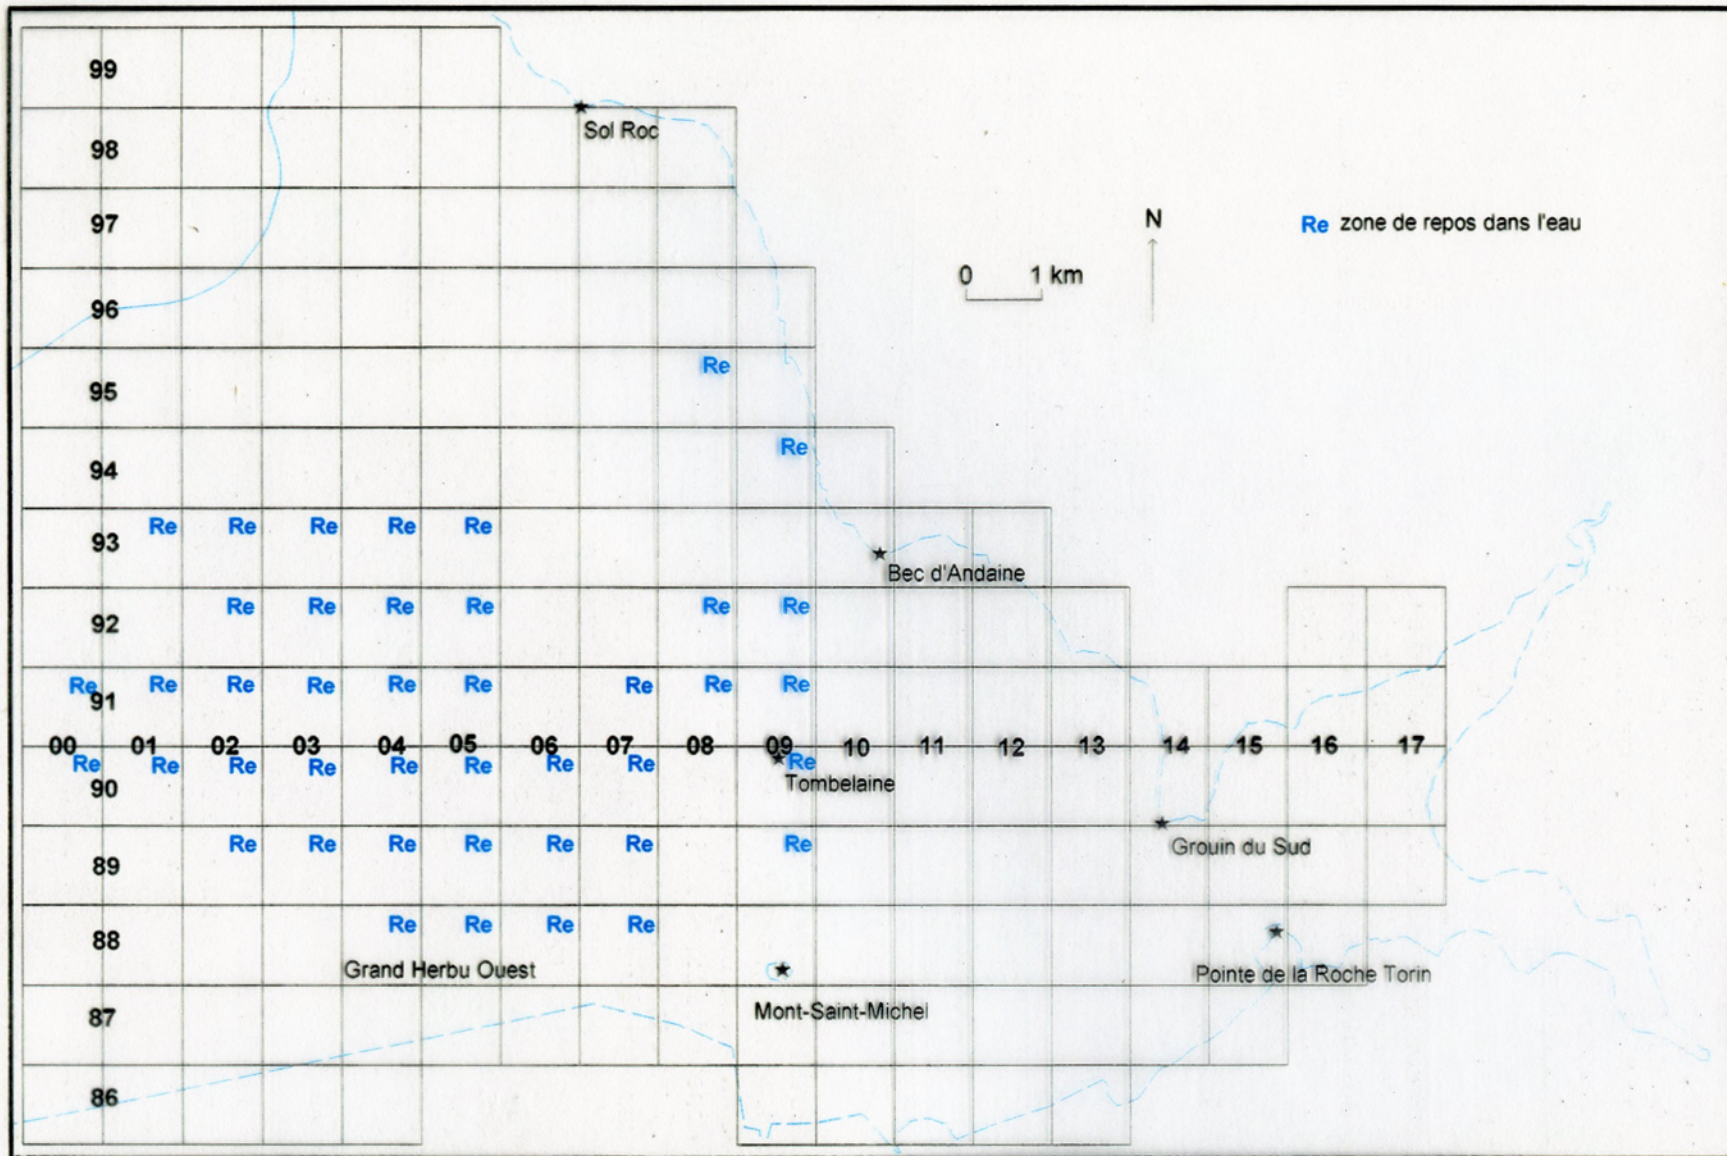 99
Sol Roc
98
97
N
Re zone de repos dans l'eau
0 1 km
96
Re
95
Re
94
Re Re Re Re Re
93
Bec d'Andaine
Re Re Re Re Re Re
92
Re Re Re Re Re Re Re Re Re
91
00 01 02 03 04 05 06 07 08 09 10 11 12 13 14 15 16 17
Re Re Re Re Re Re Re Re Re
90
Tombelaine
Re Re Re Re Re Re Re
Grouin du Sud
89
Re Re Re Re
88
Grand Herbu Ouest
Pointe de la Roche Torin
Mont-Saint-Michel
87
86